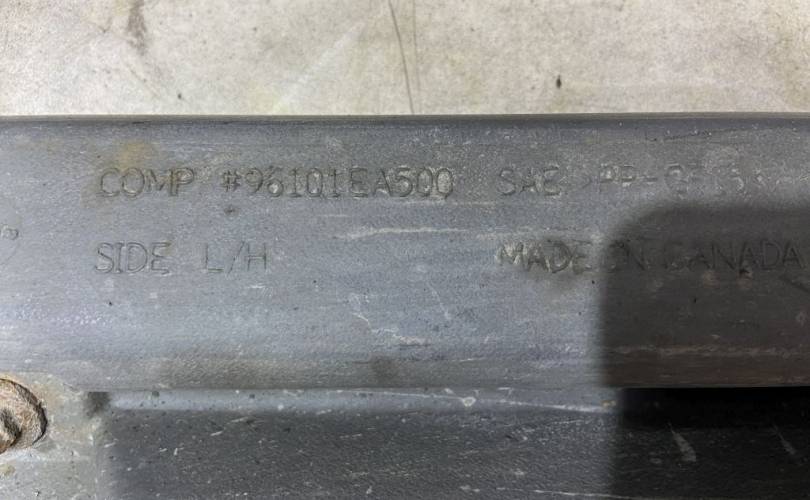 COMP #96101EA500 SAE
SIDE L/H MADE IN CANADA